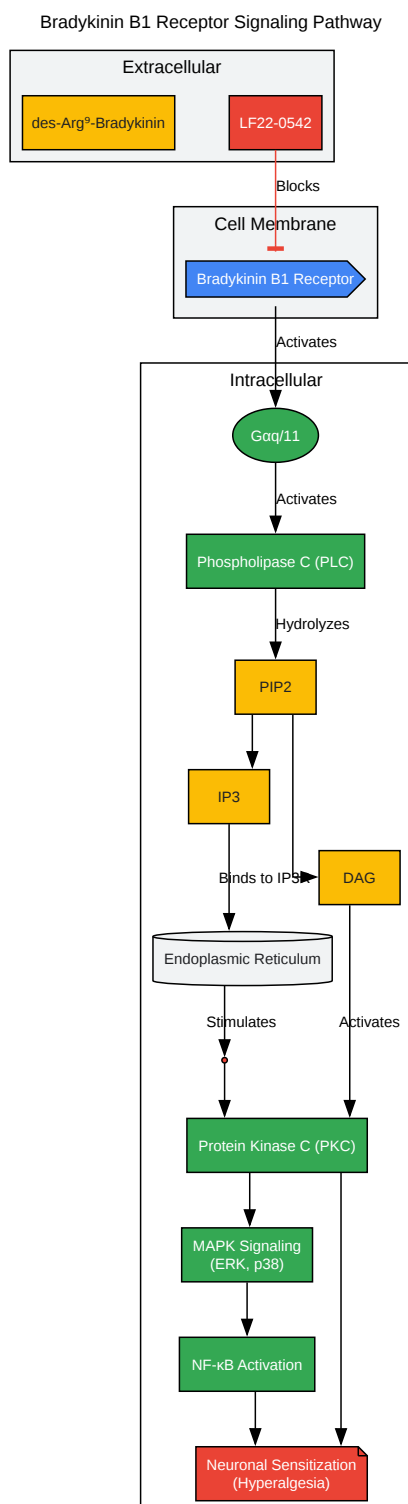 Bradykinin B1 Receptor Signaling Pathway
Extracellular
des-Arg⁹-Bradykinin
LF22-0542
Blocks
Cell Membrane
Bradykinin B1 Receptor
Activates
Intracellular
Gαq/11
Activates
Phospholipase C (PLC)
Hydrolyzes
PIP2
IP3
Binds to IP3R
DAG
Endoplasmic Reticulum
Stimulates
Activates
Protein Kinase C (PKC)
MAPK Signaling
(ERK, p38)
NF-κB Activation
Neuronal Sensitization
(Hyperalgesia)